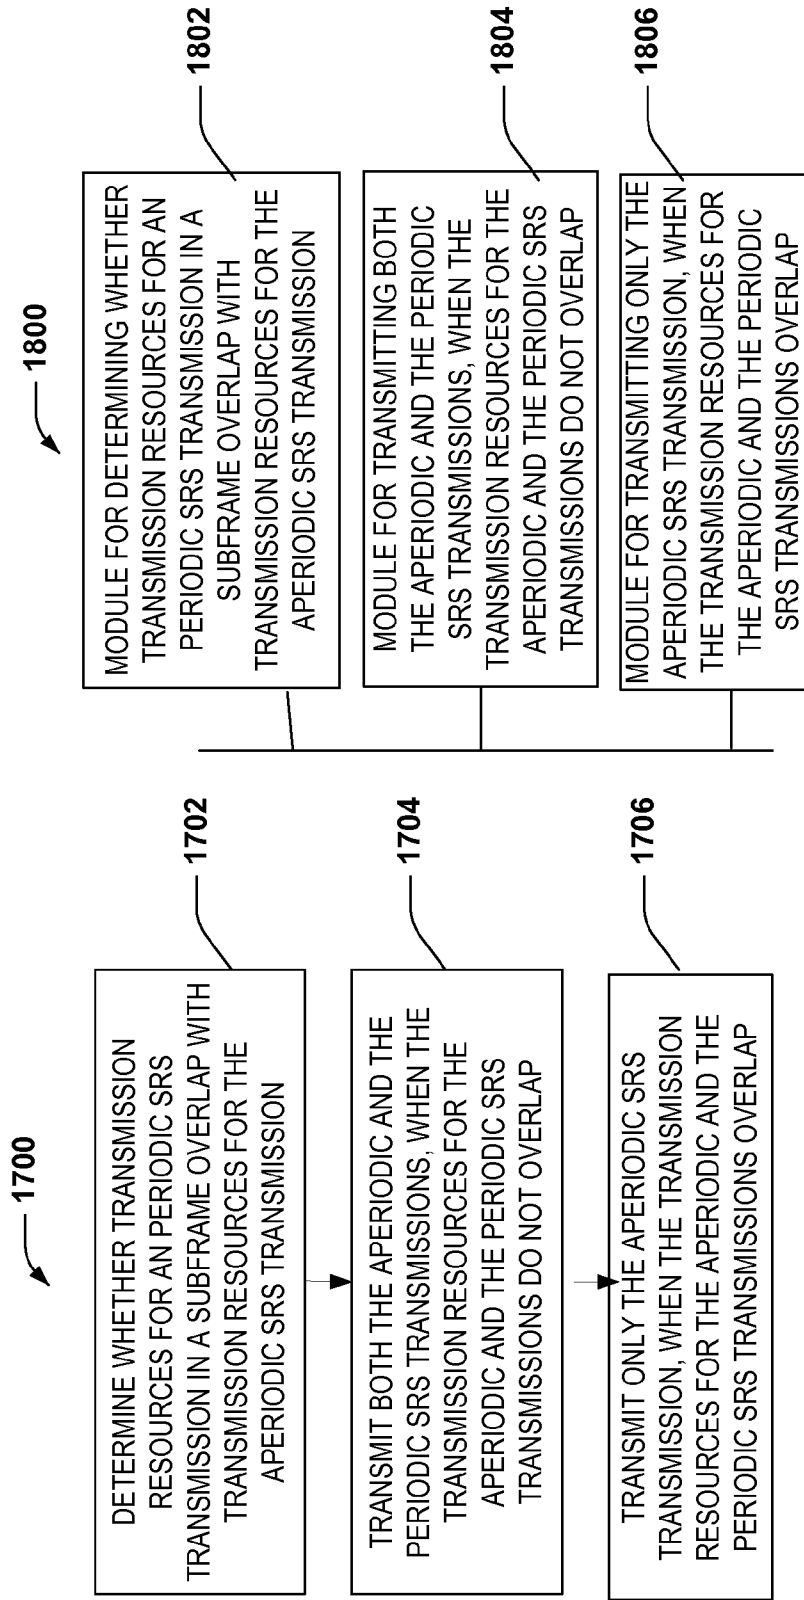 1700
DETERMINE WHETHER TRANSMISSION
RESOURCES FOR AN PERIODIC SRS
TRANSMISSION IN A SUBFRAME OVERLAP WITH
TRANSMISSION RESOURCES FOR THE
APERIODIC SRS TRANSMISSION
1702
TRANSMIT BOTH THE APERIODIC AND THE
PERIODIC SRS TRANSMISSIONS, WHEN THE
TRANSMISSION RESOURCES FOR THE
APERIODIC AND THE PERIODIC SRS
TRANSMISSIONS DO NOT OVERLAP
1704
TRANSMIT ONLY THE APERIODIC SRS
TRANSMISSION, WHEN THE TRANSMISSION
RESOURCES FOR THE APERIODIC AND THE
PERIODIC SRS TRANSMISSIONS OVERLAP
1706
1800
MODULE FOR DETERMINING WHETHER
TRANSMISSION RESOURCES FOR AN
PERIODIC SRS TRANSMISSION IN A
SUBFRAME OVERLAP WITH
TRANSMISSION RESOURCES FOR THE
APERIODIC SRS TRANSMISSION
1802
MODULE FOR TRANSMITTING BOTH
THE APERIODIC AND THE PERIODIC
SRS TRANSMISSIONS, WHEN THE
TRANSMISSION RESOURCES FOR THE
APERIODIC AND THE PERIODIC SRS
TRANSMISSIONS DO NOT OVERLAP
1804
MODULE FOR TRANSMITTING ONLY THE
APERIODIC SRS TRANSMISSION, WHEN
THE TRANSMISSION RESOURCES FOR
THE APERIODIC AND THE PERIODIC
SRS TRANSMISSIONS OVERLAP
1806